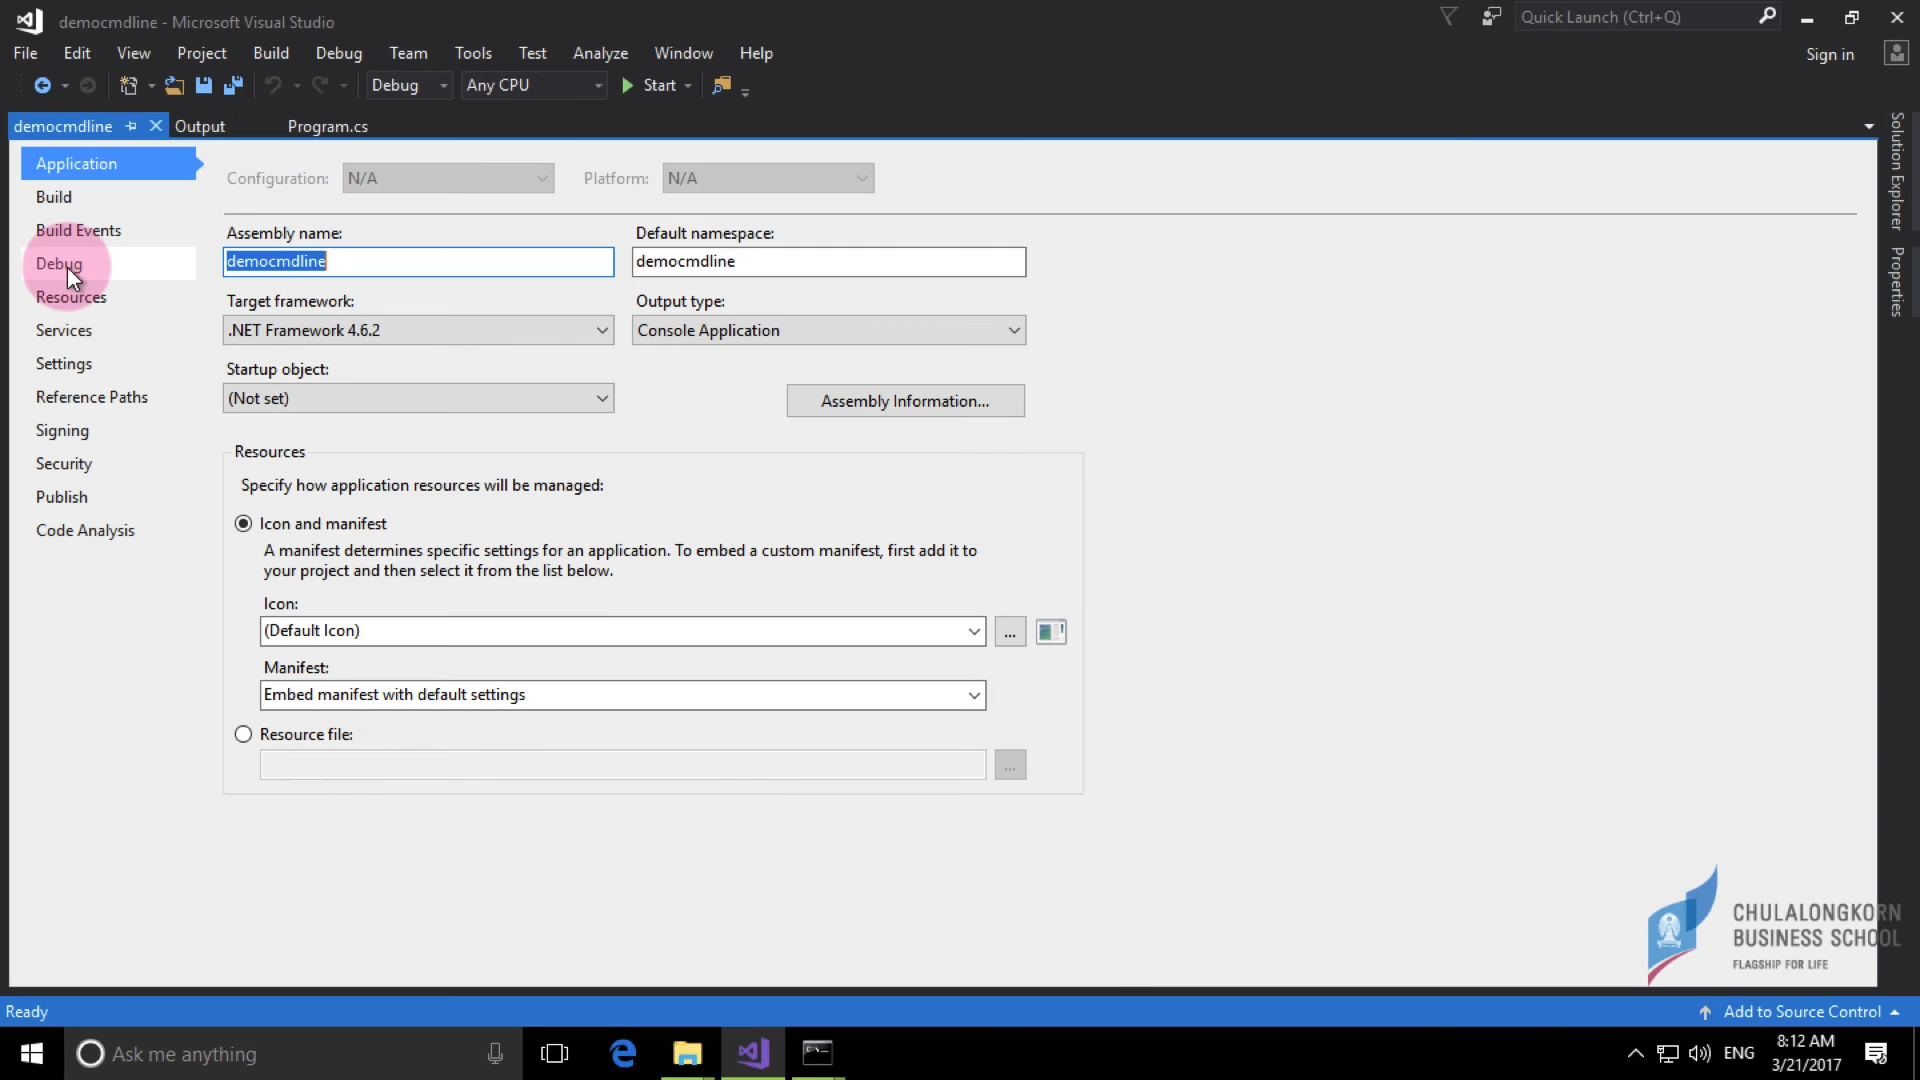 democmdline - Microsoft Visual Studio
Quick Launch (Ctrl+Q)
File Edit View Project Build Debug Team Tools Test Analyze Window Help
Sign in
Debug Any CPU Start
democmdline Output Program.cs
Solution Explorer
Properties
Application
Build
Build Events
Debug
Resources
Services
Settings
Reference Paths
Signing
Security
Publish
Code Analysis
Configuration: N/A Platform: N/A
Assembly name: Default namespace:
democmdline democmdline
Target framework: Output type:
.NET Framework 4.6.2 Console Application
Startup object:
(Not set)
Assembly Information...
Resources
Specify how application resources will be managed:
Icon and manifest
A manifest determines specific settings for an application. To embed a custom manifest, first add it to
your project and then select it from the list below.
Icon:
(Default Icon) ...
Manifest:
Embed manifest with default settings
Resource file:
...
CHULALONGKORN
BUSINESS SCHOOL
FLAGSHIP FOR LIFE
Ready
Add to Source Control
Ask me anything
ENG
8:12 AM
3/21/2017